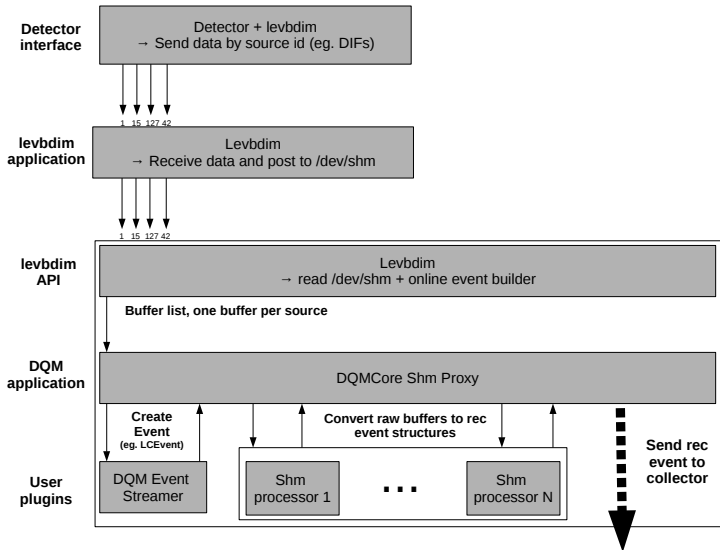 Detector
interface
Detector + levbdim
→ Send data by source id (eg. DIFs)
1 15 127 42
levbdim
application
Levbdim
→ Receive data and post to /dev/shm
1 15 127 42
levbdim
API
Levbdim
→ read /dev/shm + online event builder
Buffer list, one buffer per source
DQM
application
DQMCore Shm Proxy
Create
Event
(eg. LCEvent)
Convert raw buffers to rec
event structures
Send rec
event to
collector
User
plugins
DQM Event
Streamer
Shm
processor 1
...
Shm
processor N